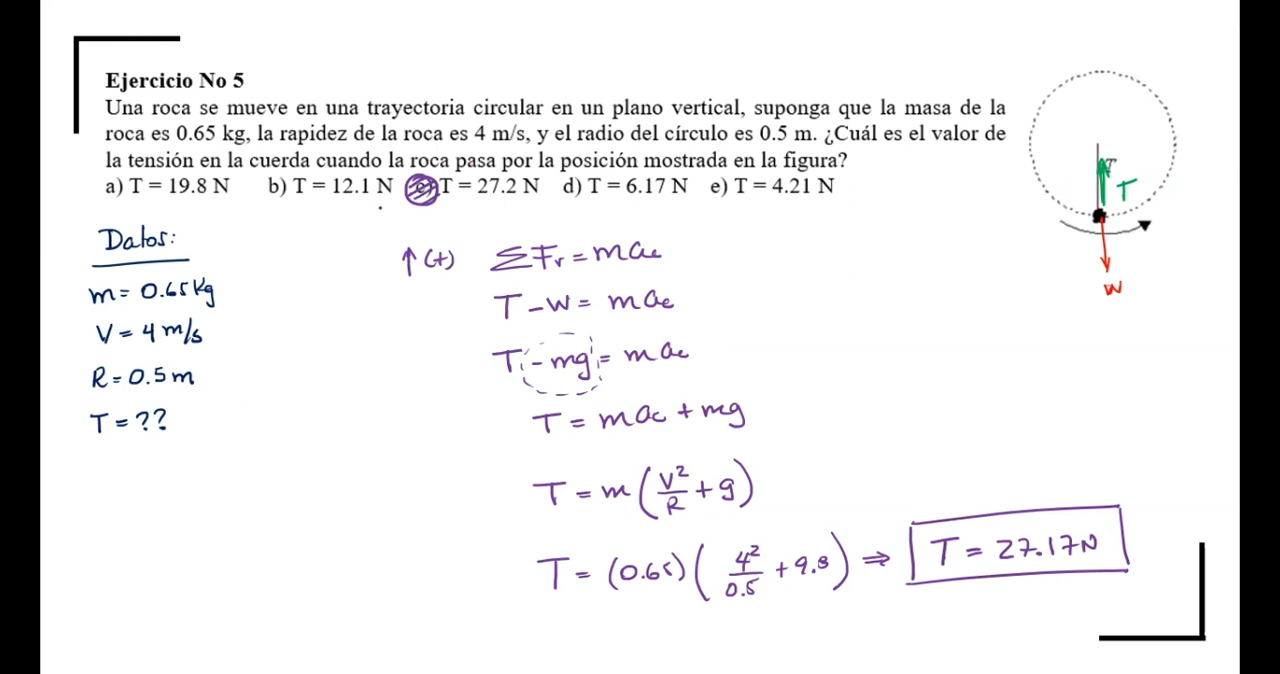 Ejercicio No 5
Una roca se mueve en una trayectoria circular en un plano vertical, suponga que la masa de la
roca es 0.65 kg, la rapidez de la roca es 4 m/s, y el radio del círculo es 0.5 m. ¿Cuál es el valor de
la tensión en la cuerda cuando la roca pasa por la posición mostrada en la figura?
a) T = 19.8 N b) T = 12.1 N c) T = 27.2 N d) T = 6.17 N e) T = 4.21 N
T
T
W
Datos:
m = 0.65 Kg
V = 4 m/s
R = 0.5 m
T = ??
↑(+) ΣFr = mac
T - W = mac
T - mg = mac
T = mac + mg
T = m(V²/R + g)
T = (0.65)(4²/0.5 + 9.8) ⇒ T = 27.17N